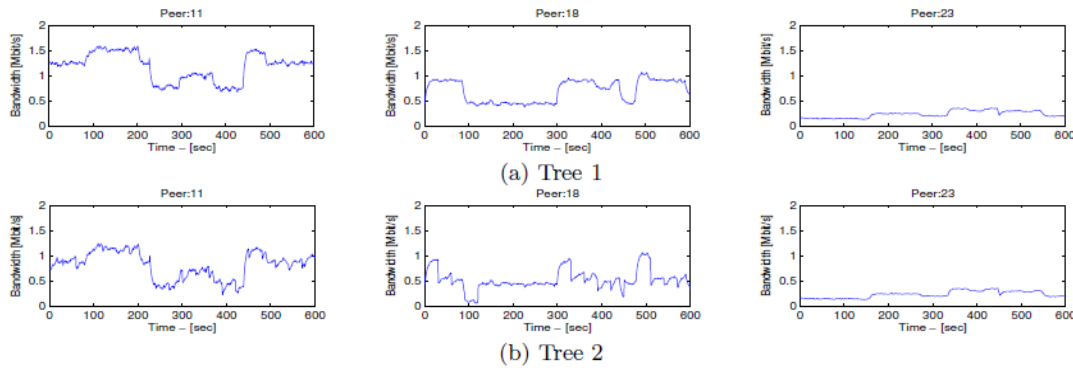 Peer:11 Peer:18 Peer:23
2 2 2
1.5 1.5 1.5
1 1 1
0.5 0.5 0.5
0 0 0
Bandwidth [Mbit/s] Bandwidth [Mbit/s] Bandwidth [Mbit/s]
0 100 200 300 400 500 600 0 100 200 300 400 500 600 0 100 200 300 400 500 600
Time – [sec] Time – [sec] Time – [sec]
(a) Tree 1
Peer:11 Peer:18 Peer:23
2 2 2
1.5 1.5 1.5
1 1 1
0.5 0.5 0.5
0 0 0
Bandwidth [Mbit/s] Bandwidth [Mbit/s] Bandwidth [Mbit/s]
0 100 200 300 400 500 600 0 100 200 300 400 500 600 0 100 200 300 400 500 600
Time – [sec] Time – [sec] Time – [sec]
(b) Tree 2